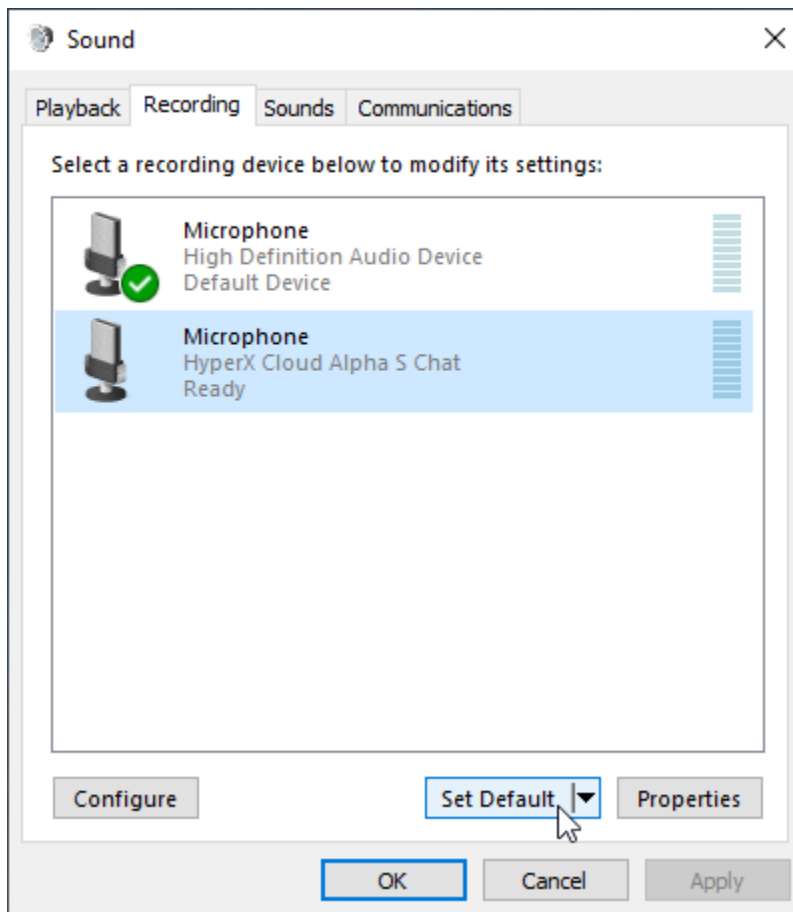 Sound
Playback Recording Sounds Communications
Select a recording device below to modify its settings:
Microphone
High Definition Audio Device
Default Device
Microphone
HyperX Cloud Alpha S Chat
Ready
Configure Set Default Properties
OK Cancel Apply